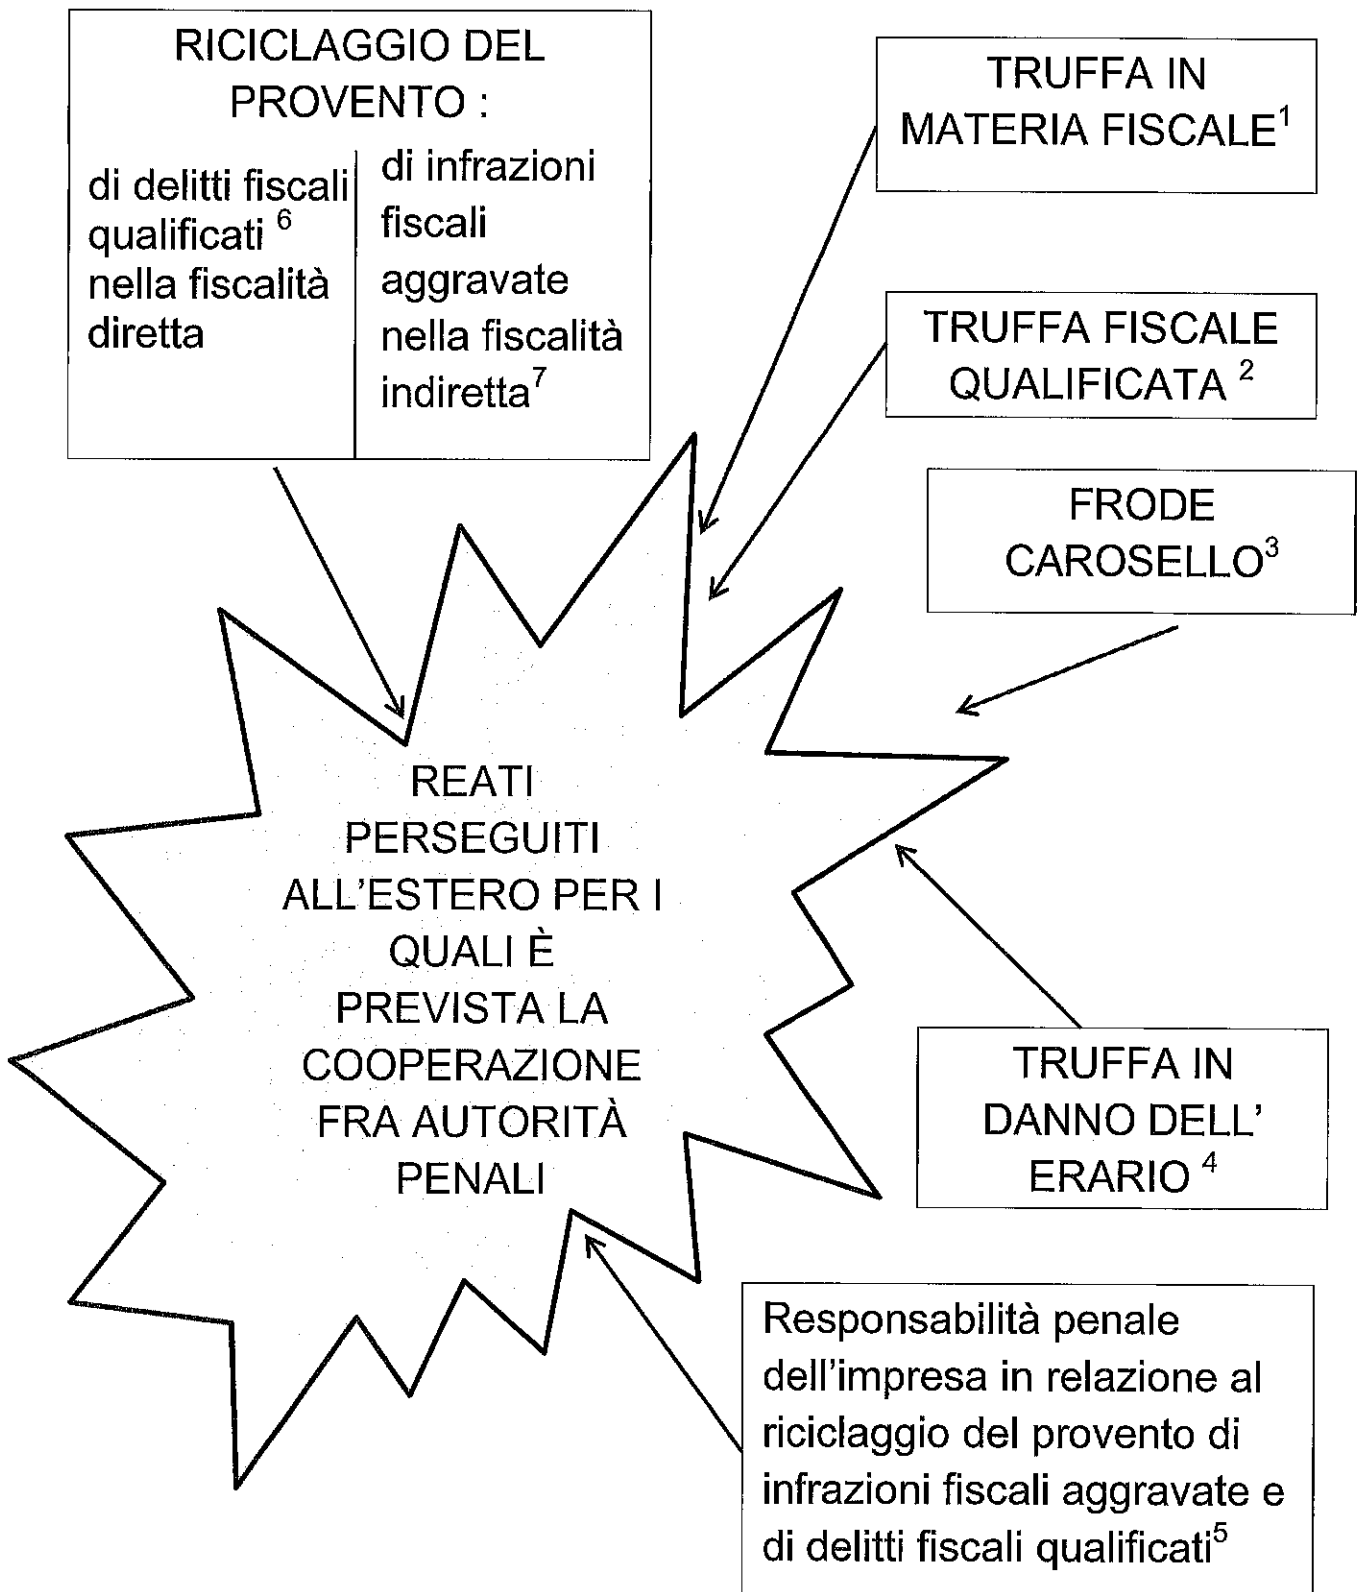 RICICLAGGIO DEL
PROVENTO :
di delitti fiscali
qualificati 6
nella fiscalità
diretta
di infrazioni
fiscali
aggravate
nella fiscalità
indiretta7
TRUFFA IN
MATERIA FISCALE1
TRUFFA FISCALE
QUALIFICATA 2
FRODE
CAROSELLO3
REATI
PERSEGUITI
ALL'ESTERO PER I
QUALI È
PREVISTA LA
COOPERAZIONE
FRA AUTORITÀ
PENALI
TRUFFA IN
DANNO DELL'
ERARIO 4
Responsabilità penale
dell'impresa in relazione al
riciclaggio del provento di
infrazioni fiscali aggravate e
di delitti fiscali qualificati5